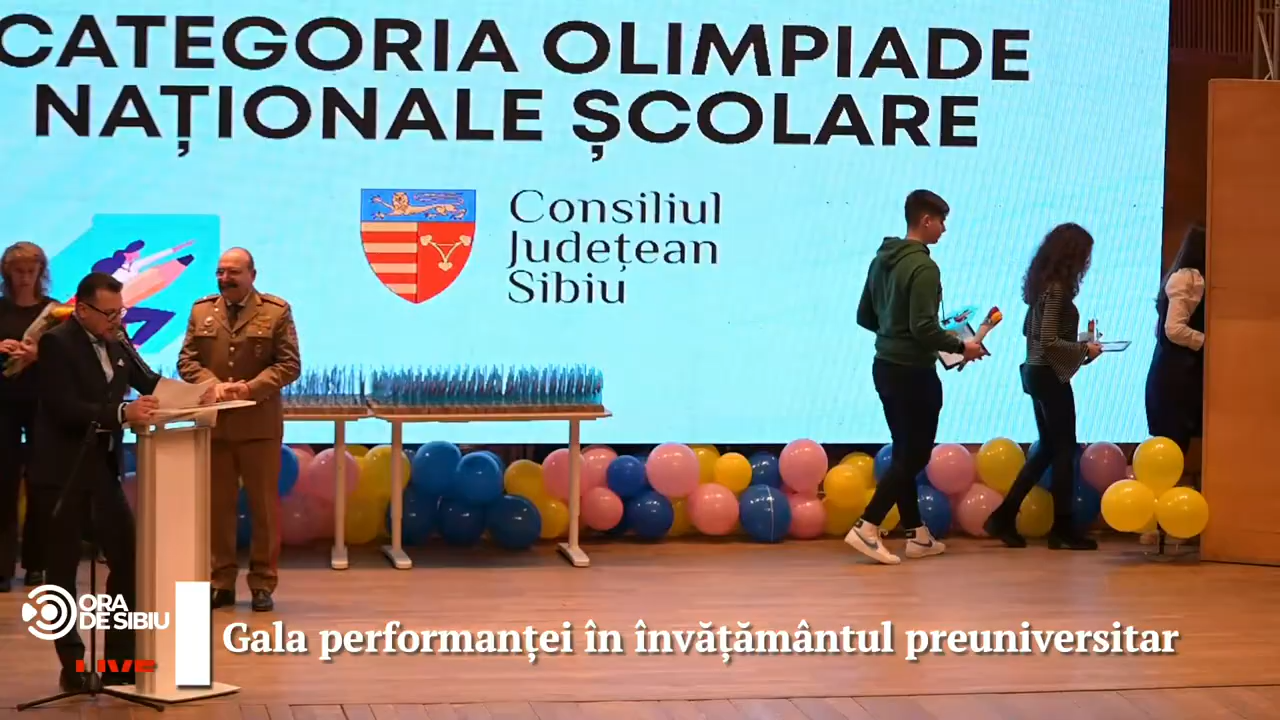 CATEGORIA OLIMPIADE
NAȚIONALE ȘCOLARE
Consiliul
Județean
Sibiu
ORA
DE SIBIU
LIVE
Gala performanței în învățământul preuniversitar